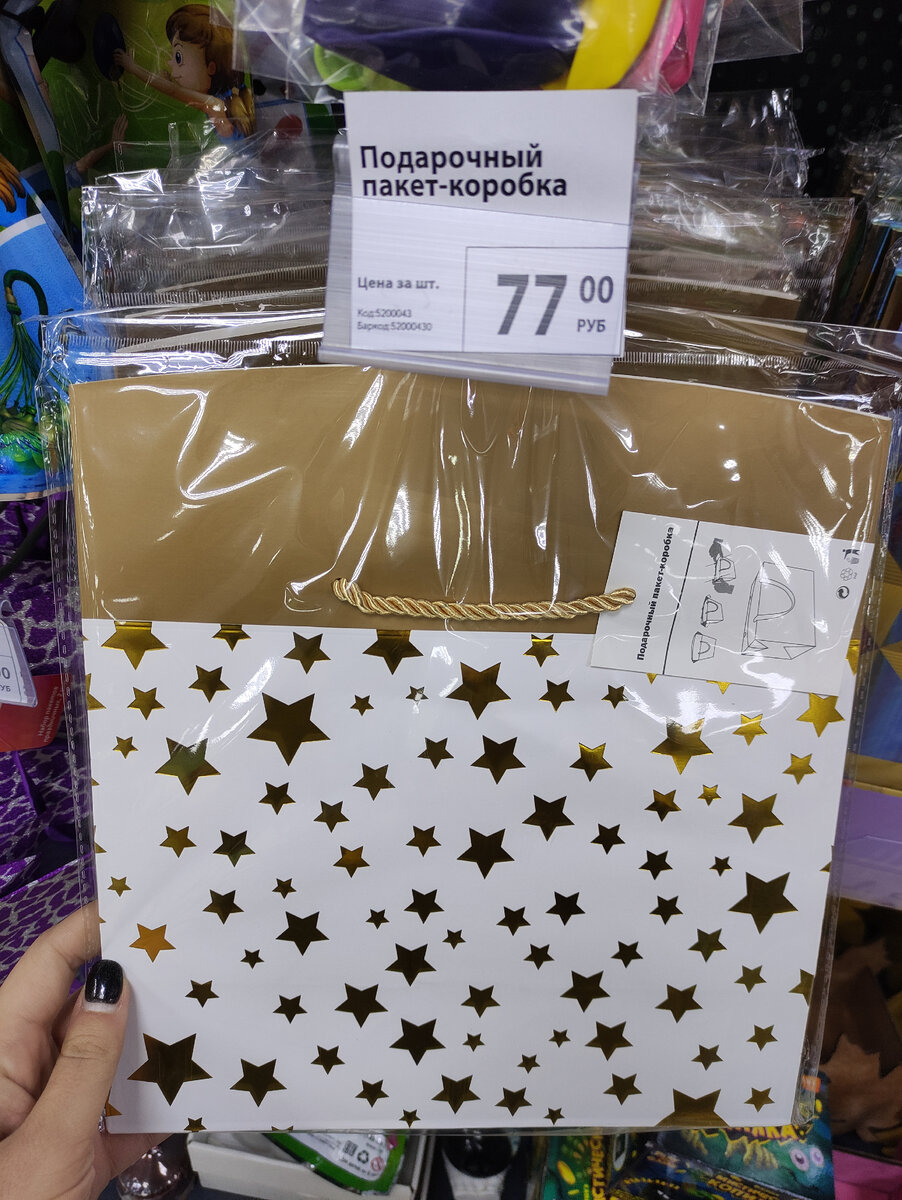 Подарочный
пакет-коробка
Цена за шт.
77 00
РУБ
Код:5200043
Баркод:52000430
Подарочный пакет-коробка